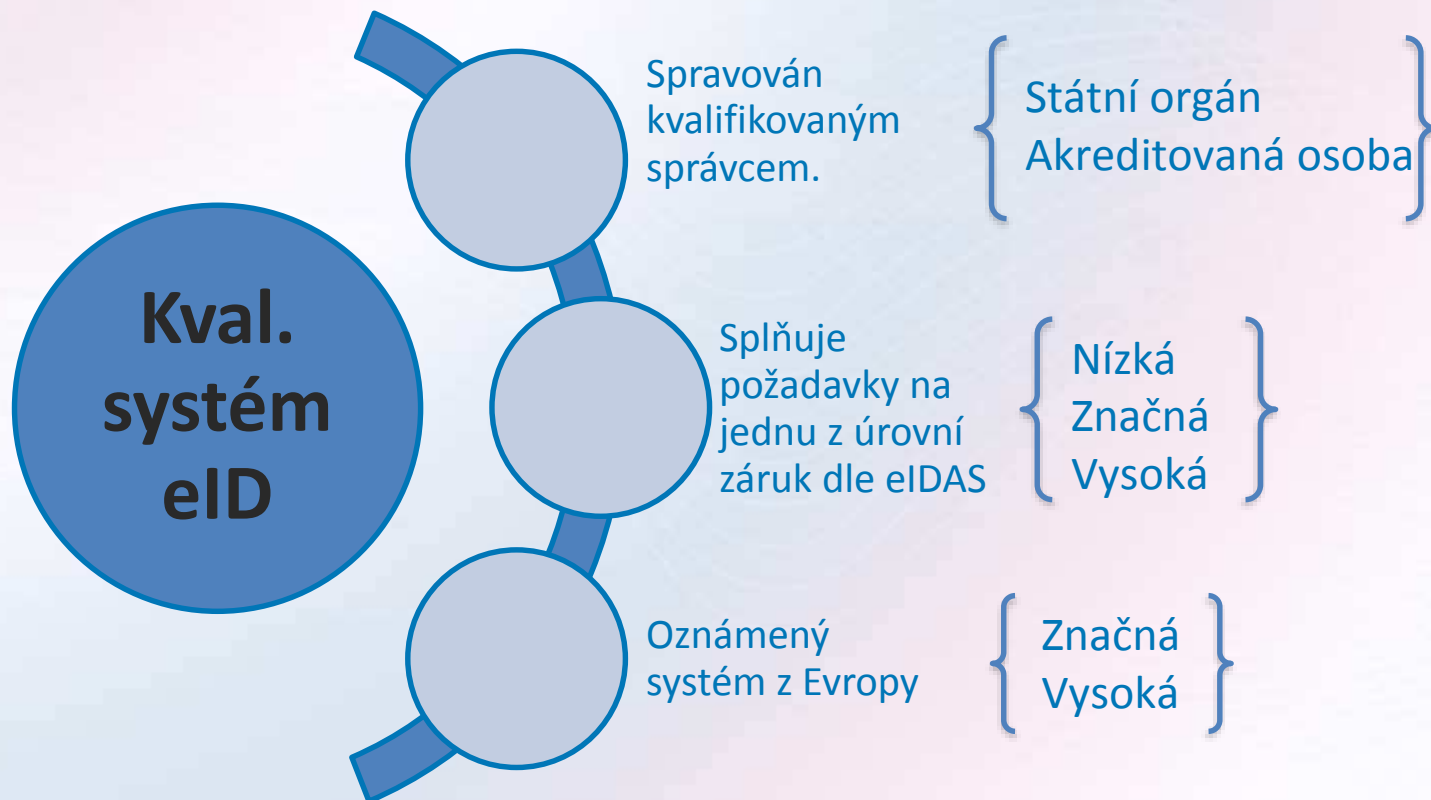 Kval.
systém
eID
Spravován
kvalifikovaným
správcem.
Státní orgán
Akreditovaná osoba
Splňuje
požadavky na
jednu z úrovní
záruk dle eIDAS
Nízká
Značná
Vysoká
Oznámený
systém z Evropy
Značná
Vysoká